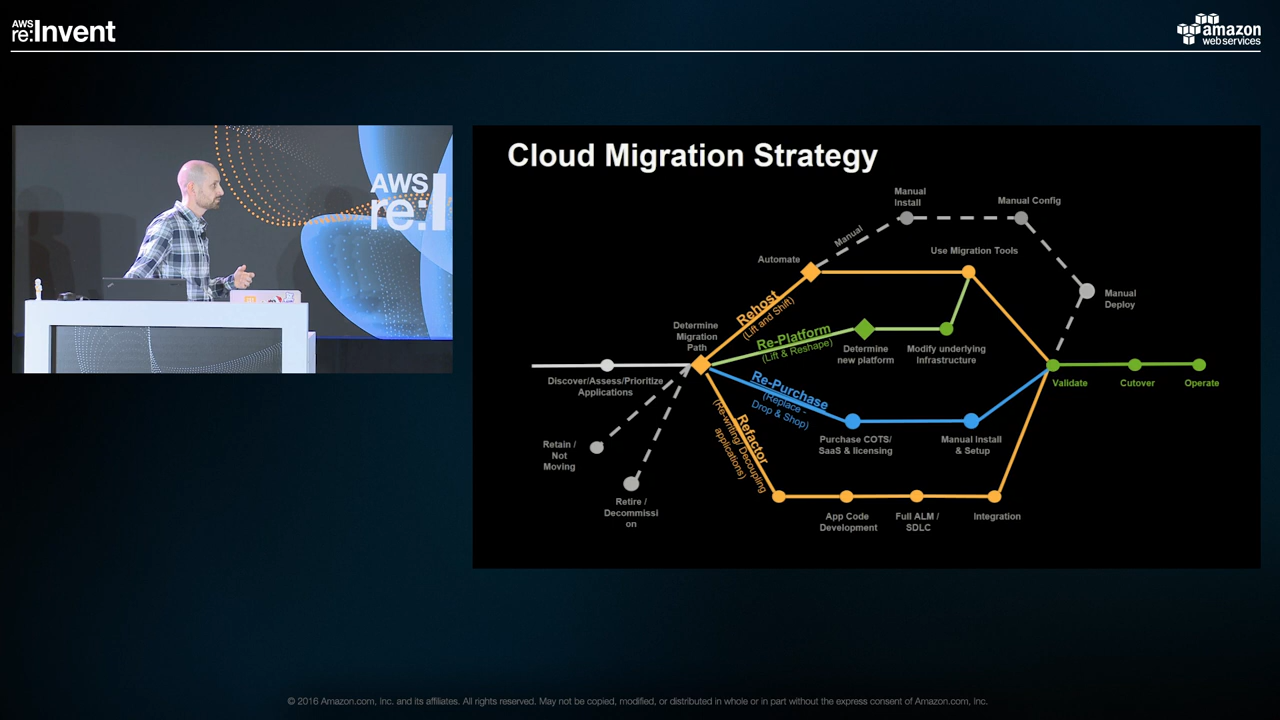 AWS
re:Invent
amazon
web services
AWS
re:I
Cloud Migration Strategy
Manual
Install
Manual Config
Manual
Automate
Use Migration Tools
Rehost
(Lift and Shift)
Manual
Deploy
Determine
Migration
Path
Re-Platform
(Lift & Reshape)
Determine
new platform
Modify underlying
Infrastructure
Discover/Assess/Prioritize
Applications
Validate
Cutover
Operate
Re-Purchase
(Replace -
Drop & Shop)
Purchase COTS/
SaaS & licensing
Manual Install
& Setup
Retain /
Not
Moving
Refactor
(Re-writing/ Decoupling
applications)
Retire /
Decommissi
on
App Code
Development
Full ALM /
SDLC
Integration
© 2016 Amazon.com, Inc. and its affiliates. All rights reserved. May not be copied, modified, or distributed in whole or in part without the express consent of Amazon.com, Inc.